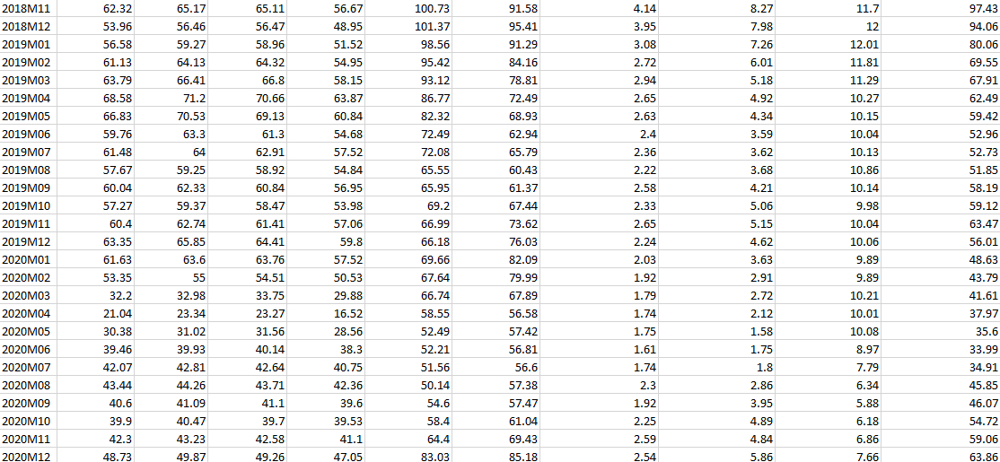 2018M11 62.32 65.17 65.11 56.67 100.73 91.58 4.14 8.27 11.7 97.43
2018M12 53.96 56.46 56.47 48.95 101.37 95.41 3.95 7.98 12 94.06
2019M01 56.58 59.27 58.96 51.52 98.56 91.29 3.08 7.26 12.01 80.06
2019M02 61.13 64.13 64.32 54.95 95.42 84.16 2.72 6.01 11.81 69.55
2019M03 63.79 66.41 66.8 58.15 93.12 78.81 2.94 5.18 11.29 67.91
2019M04 68.58 71.2 70.66 63.87 86.77 72.49 2.65 4.92 10.27 62.49
2019M05 66.83 70.53 69.13 60.84 82.32 68.93 2.63 4.34 10.15 59.42
2019M06 59.76 63.3 61.3 54.68 72.49 62.94 2.4 3.59 10.04 52.96
2019M07 61.48 64 62.91 57.52 72.08 65.79 2.36 3.62 10.13 52.73
2019M08 57.67 59.25 58.92 54.84 65.55 60.43 2.22 3.68 10.86 51.85
2019M09 60.04 62.33 60.84 56.95 65.95 61.37 2.58 4.21 10.14 58.19
2019M10 57.27 59.37 58.47 53.98 69.2 67.44 2.33 5.06 9.98 59.12
2019M11 60.4 62.74 61.41 57.06 66.99 73.62 2.65 5.15 10.04 63.47
2019M12 63.35 65.85 64.41 59.8 66.18 76.03 2.24 4.62 10.06 56.01
2020M01 61.63 63.6 63.76 57.52 69.66 82.09 2.03 3.63 9.89 48.63
2020M02 53.35 55 54.51 50.53 67.64 79.99 1.92 2.91 9.89 43.79
2020M03 32.2 32.98 33.75 29.88 66.74 67.89 1.79 2.72 10.21 41.61
2020M04 21.04 23.34 23.27 16.52 58.55 56.58 1.74 2.12 10.01 37.97
2020M05 30.38 31.02 31.56 28.56 52.49 57.42 1.75 1.58 10.08 35.6
2020M06 39.46 39.93 40.14 38.3 52.21 56.81 1.61 1.75 8.97 33.99
2020M07 42.07 42.81 42.64 40.75 51.56 56.6 1.74 1.8 7.79 34.91
2020M08 43.44 44.26 43.71 42.36 50.14 57.38 2.3 2.86 6.34 45.85
2020M09 40.6 41.09 41.1 39.6 54.6 57.47 1.92 3.95 5.88 46.07
2020M10 39.9 40.47 39.7 39.53 58.4 61.04 2.25 4.89 6.18 54.72
2020M11 42.3 43.23 42.58 41.1 64.4 69.43 2.59 4.84 6.86 59.06
2020M12 48.73 49.87 49.26 47.05 83.03 85.18 2.54 5.86 7.66 63.86